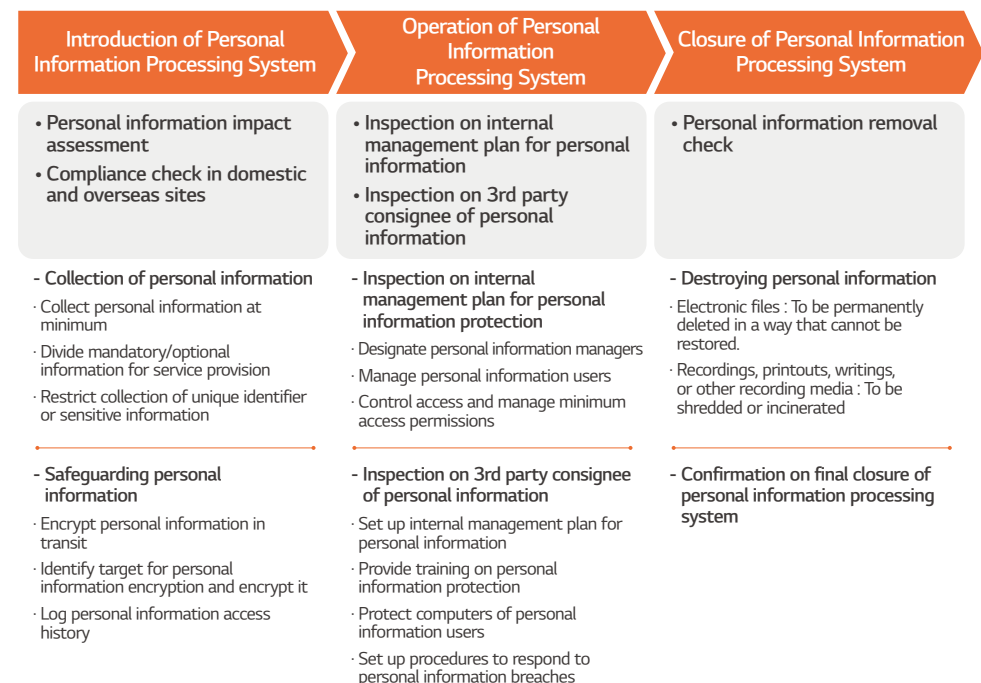 Introduction of Personal
Information Processing System
Operation of Personal
Information
Processing System
Closure of Personal Information
Processing System
• Personal information impact
assessment
• Compliance check in domestic
and overseas sites
• Inspection on internal
management plan for personal
information
• Inspection on 3rd party
consignee of personal
information
• Personal information removal
check
- Collection of personal information
· Collect personal information at
minimum
· Divide mandatory/optional
information for service provision
· Restrict collection of unique identifier
or sensitive information
- Safeguarding personal
information
· Encrypt personal information in
transit
· Identify target for personal
information encryption and encrypt it
· Log personal information access
history
- Inspection on internal
management plan for personal
information protection
· Designate personal information managers
· Manage personal information users
· Control access and manage minimum
access permissions
- Inspection on 3rd party consignee
of personal information
· Set up internal management plan for
personal information
· Provide training on personal
information protection
· Protect computers of personal
information users
· Set up procedures to respond to
personal information breaches
- Destroying personal information
· Electronic files : To be permanently
deleted in a way that cannot be
restored.
· Recordings, printouts, writings,
or other recording media : To be
shredded or incinerated
- Confirmation on final closure of
personal information processing
system